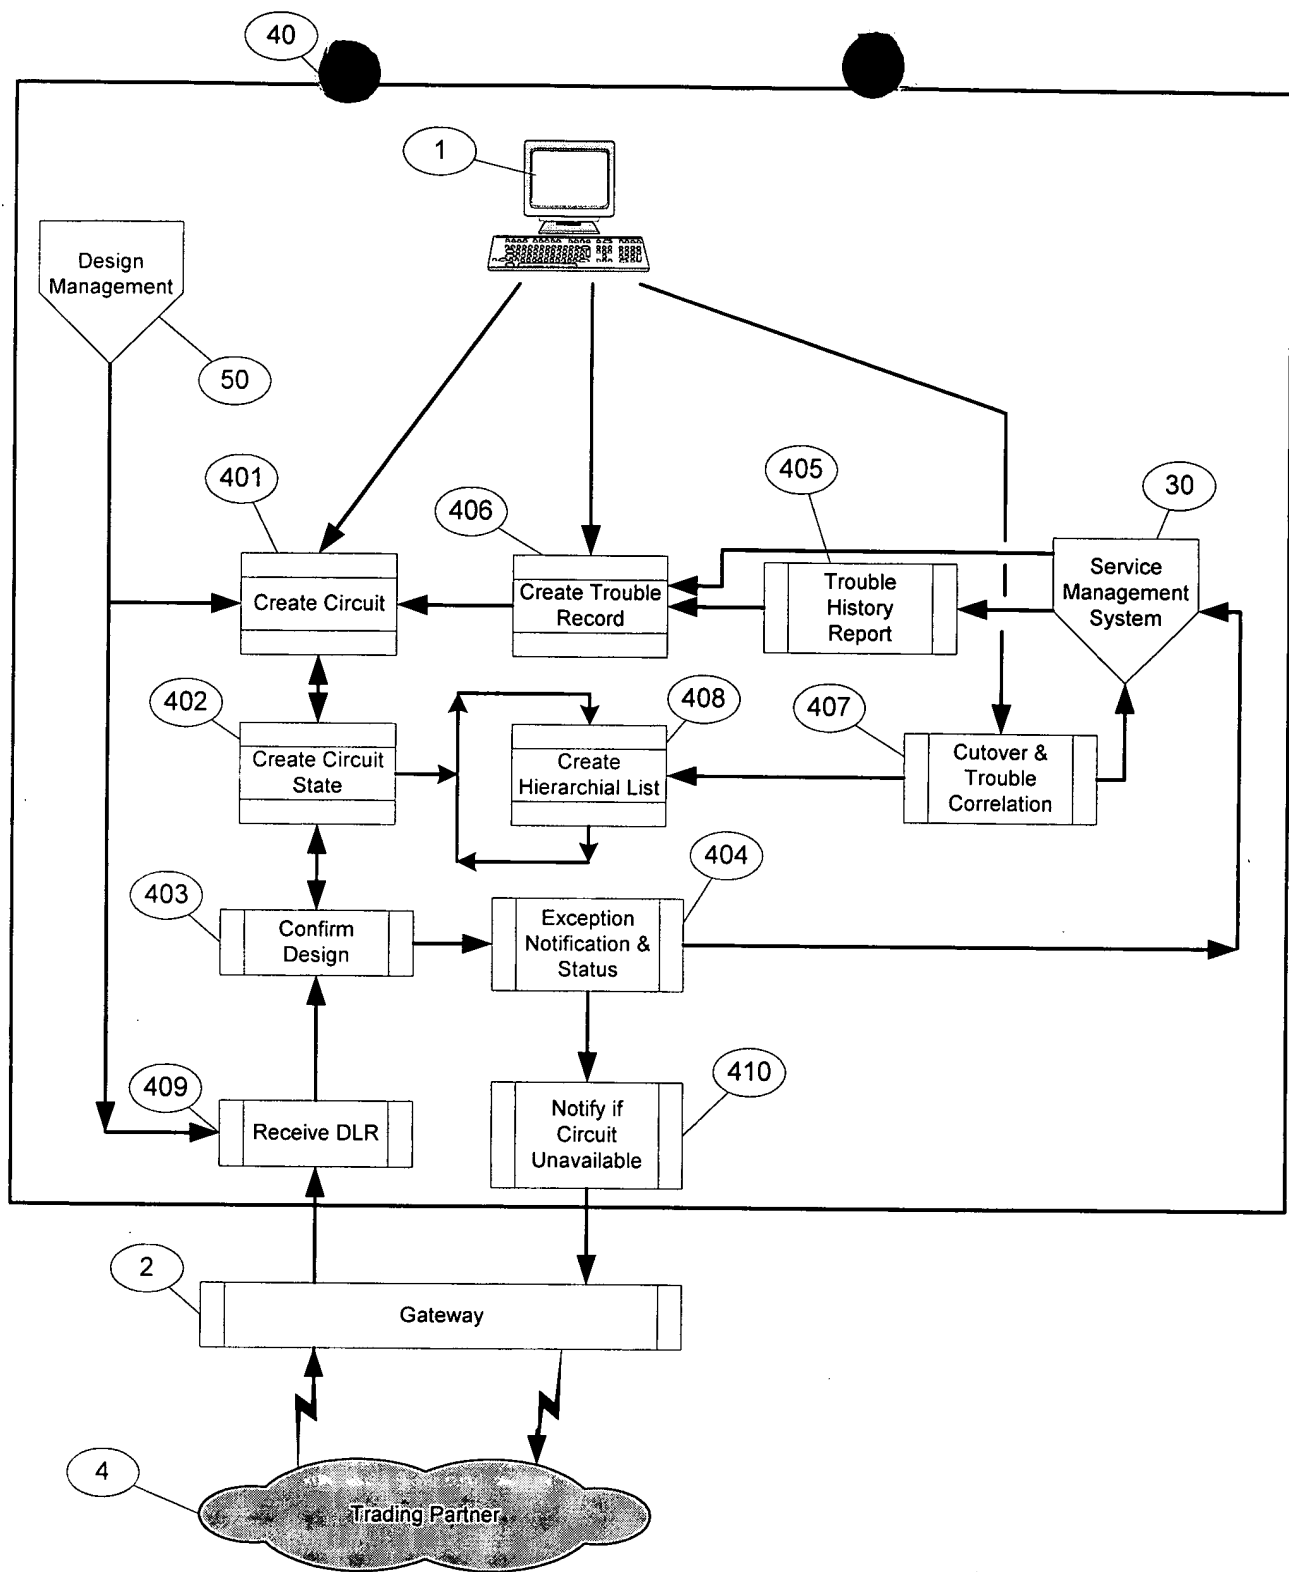 40
1
Design
Management
50
401
406
405
30
Create Circuit
Create Trouble
Record
Trouble
History
Report
Service
Management
System
402
408
407
Create Circuit
State
Create
Hierarchial List
Cutover &
Trouble
Correlation
403
404
Confirm
Design
Exception
Notification &
Status
409
410
Receive DLR
Notify if
Circuit
Unavailable
2
Gateway
4
Trading Partner